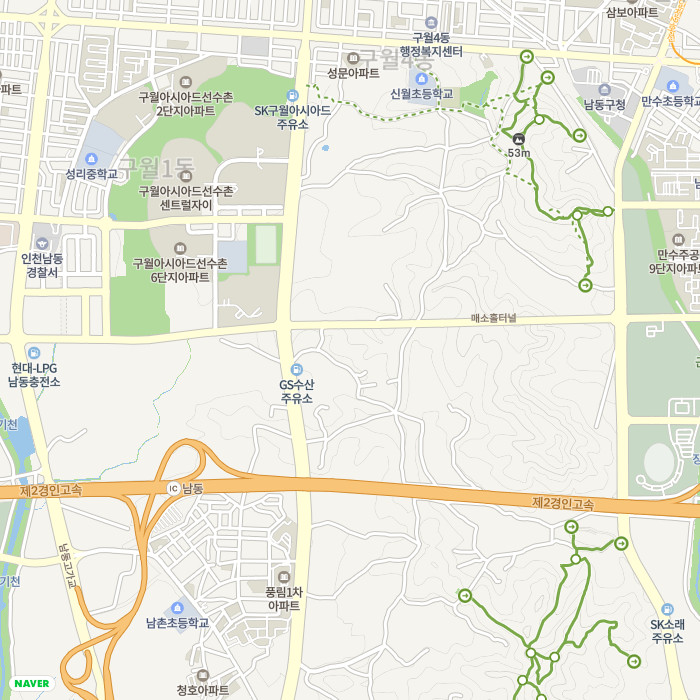 삼보아파트
구월4동
행정복지센터
구월4동
성문아파트
신월초등학교
구월아시아드선수촌
2단지아파트
SK구월아시아드
주유소
남동구청
만수초등학교
파트
53m
구월1동
성리중학교
구월아시아드선수촌
센트럴자이
인천남동
경찰서
구월아시아드선수촌
6단지아파트
만수주공
9단지아파트
매소홀터널
현대-LPG
남동충전소
GS수산
주유소
기천
제2경인고속
IC 남동
제2경인고속
남동고가교
기천
풍림1차
아파트
남촌초등학교
SK소래
주유소
청호아파트
NAVER